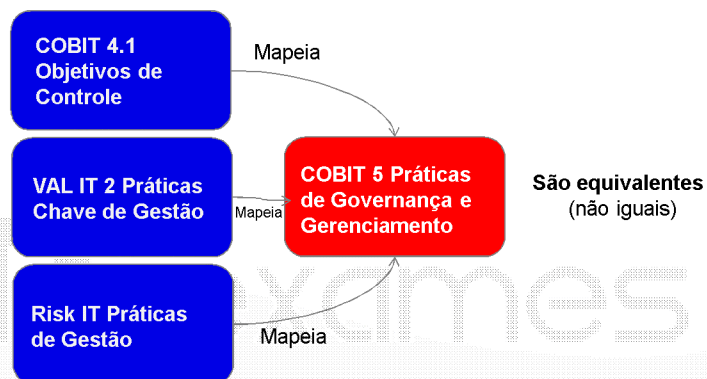 COBIT 4.1
Objetivos de
Controle
Mapeia
VAL IT 2 Práticas
Chave de Gestão
Mapeia
COBIT 5 Práticas
de Governança e
Gerenciamento
São equivalentes
(não iguais)
Risk IT Práticas
de Gestão
Mapeia
exames